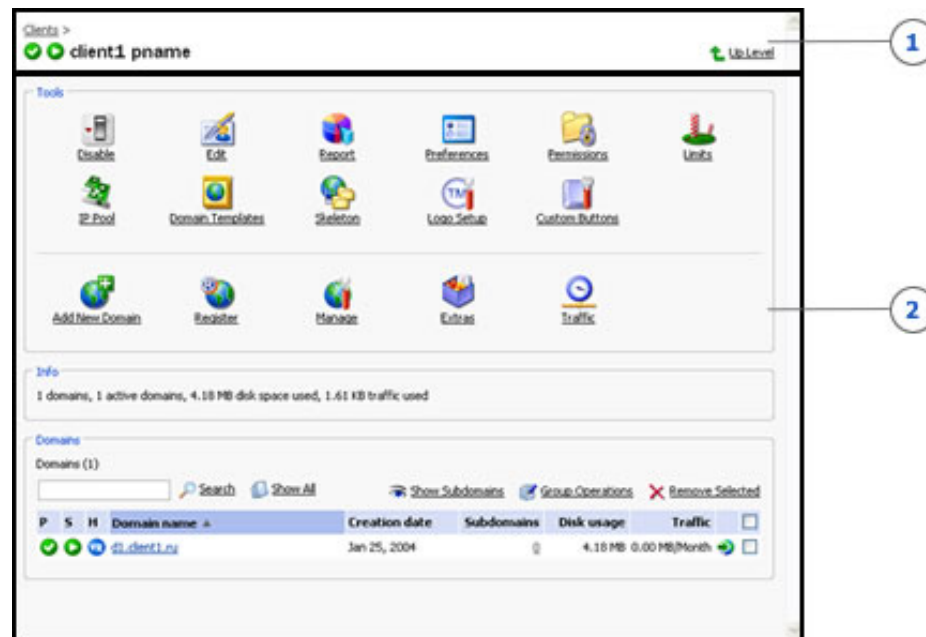 Clients >
client1 pname
Up Level
1
Tools
Disable Edit Report Preferences Permissions Limits
IP Pool Domain Templates Skeleton Logo Setup Custom Buttons
TM
Add New Domain Register Manage Extras Traffic
2
Info
1 domains, 1 active domains, 4.18 MB disk space used, 1.61 KB traffic used
Domains
Domains (1)
Search Show All Show Subdomains Group Operations Remove Selected
P S H Domain name Creation date Subdomains Disk usage Traffic
d1.client1.ru Jan 25, 2004 0 4.18 MB 0.00 MB/Month